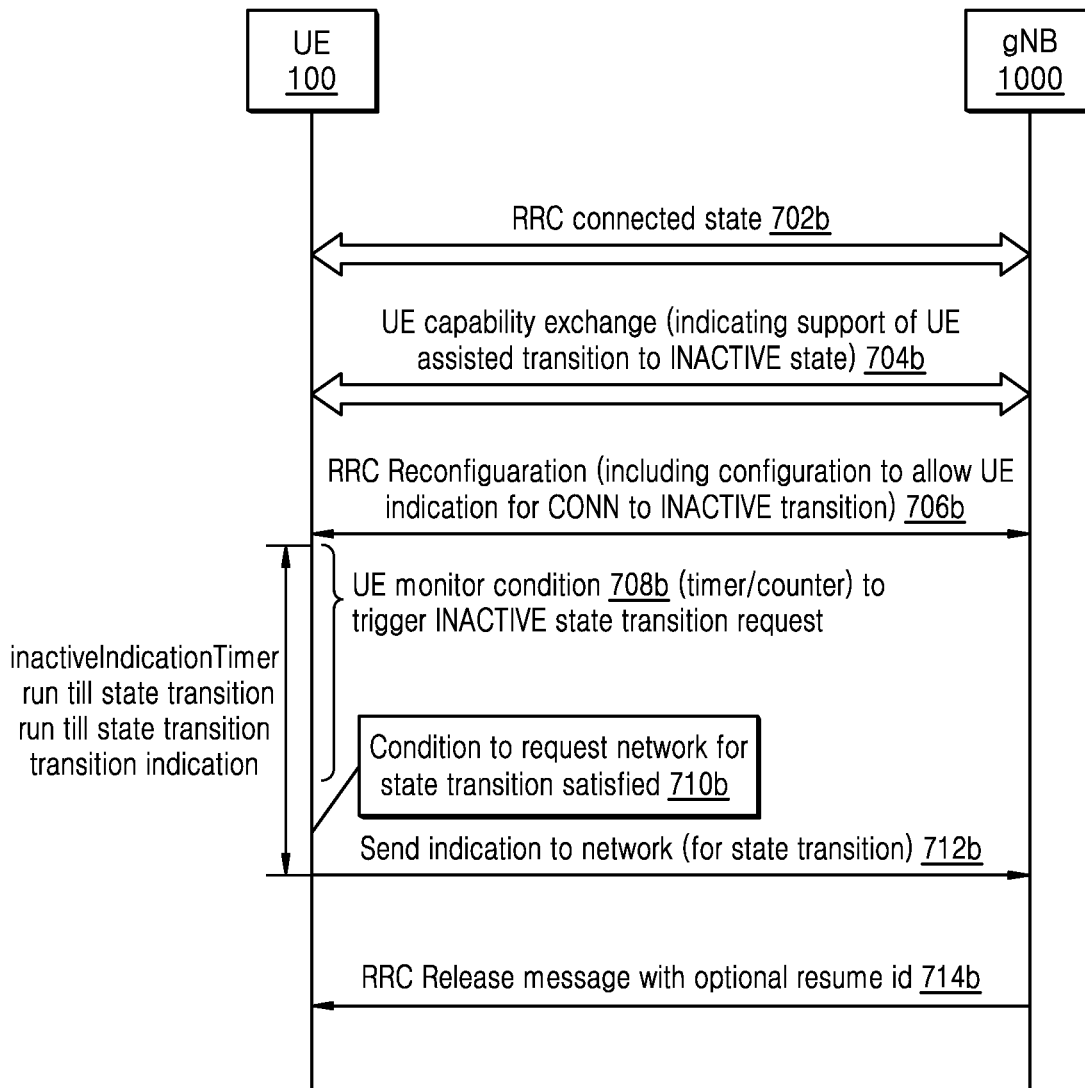 UE
100
gNB
1000
RRC connected state 702b
UE capability exchange (indicating support of UE
assisted transition to INACTIVE state) 704b
RRC Reconfiguaration (including configuration to allow UE
indication for CONN to INACTIVE transition) 706b
UE monitor condition 708b (timer/counter) to
trigger INACTIVE state transition request
inactiveIndicationTimer
run till state transition
run till state transition
transition indication
Condition to request network for
state transition satisfied 710b
Send indication to network (for state transition) 712b
RRC Release message with optional resume id 714b